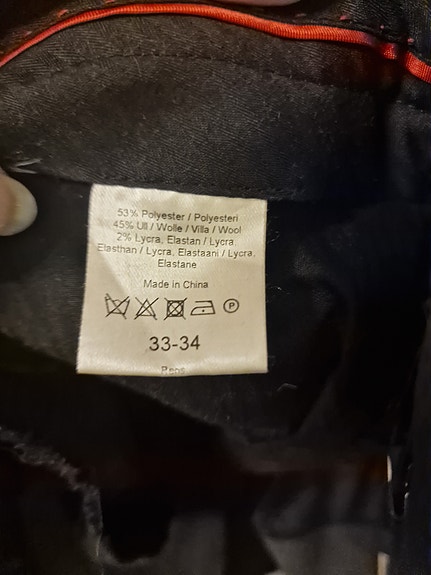 53% Polyester / Polyesteri
45% Ull / Wolle / Villa / Wool
2% Lycra, Elastan / Lycra,
Elasthan / Lycra, Elastaani / Lycra,
Elastane
Made in China
P
33-34